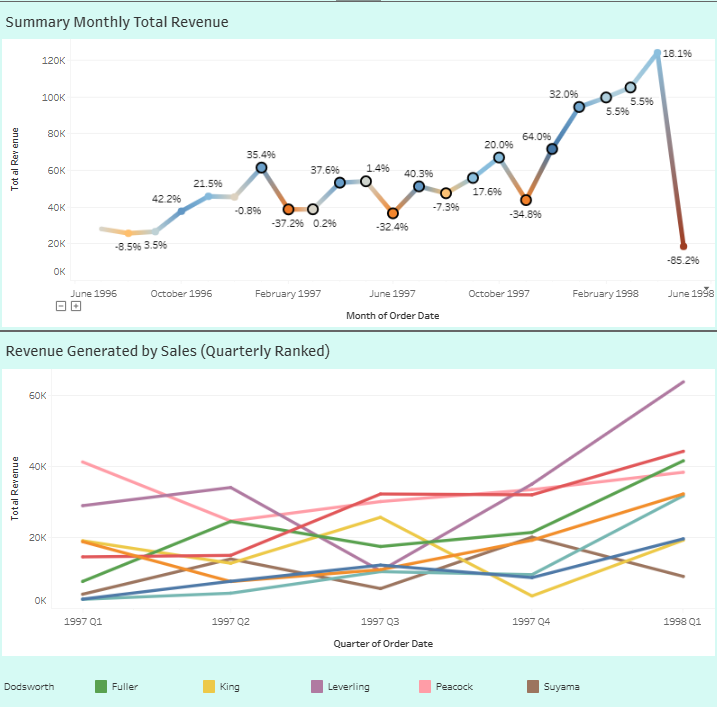 Summary Monthly Total Revenue
120K
100K
80K
60K
40K
20K
0K
Total Revenue
-8.5%
3.5%
42.2%
21.5%
-0.8%
35.4%
-37.2%
0.2%
37.6%
1.4%
-32.4%
40.3%
-7.3%
17.6%
20.0%
-34.8%
64.0%
32.0%
5.5%
5.5%
18.1%
-85.2%
June 1996 October 1996 February 1997 June 1997 October 1997 February 1998 June 1998
Month of Order Date
Revenue Generated by Sales (Quarterly Ranked)
60K
40K
20K
0K
Total Revenue
1997 Q1 1997 Q2 1997 Q3 1997 Q4 1998 Q1
Quarter of Order Date
Dodsworth Fuller King Leverling Peacock Suyama